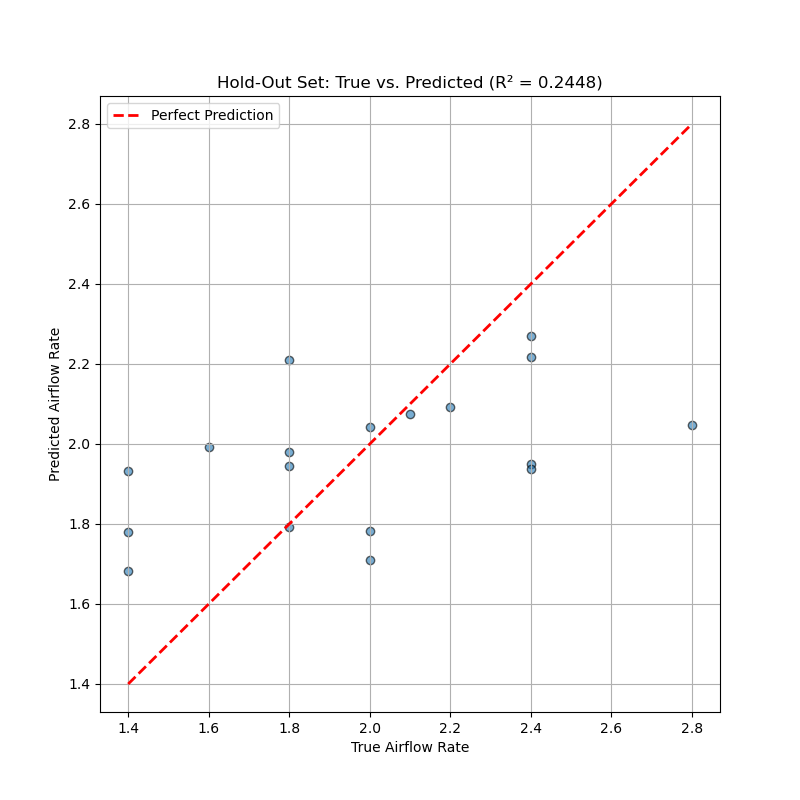 Hold-Out Set: True vs. Predicted (R² = 0.2448)
Perfect Prediction
2.8
2.6
2.4
2.2
2.0
1.8
1.6
1.4
Predicted Airflow Rate
1.4 1.6 1.8 2.0 2.2 2.4 2.6 2.8
True Airflow Rate